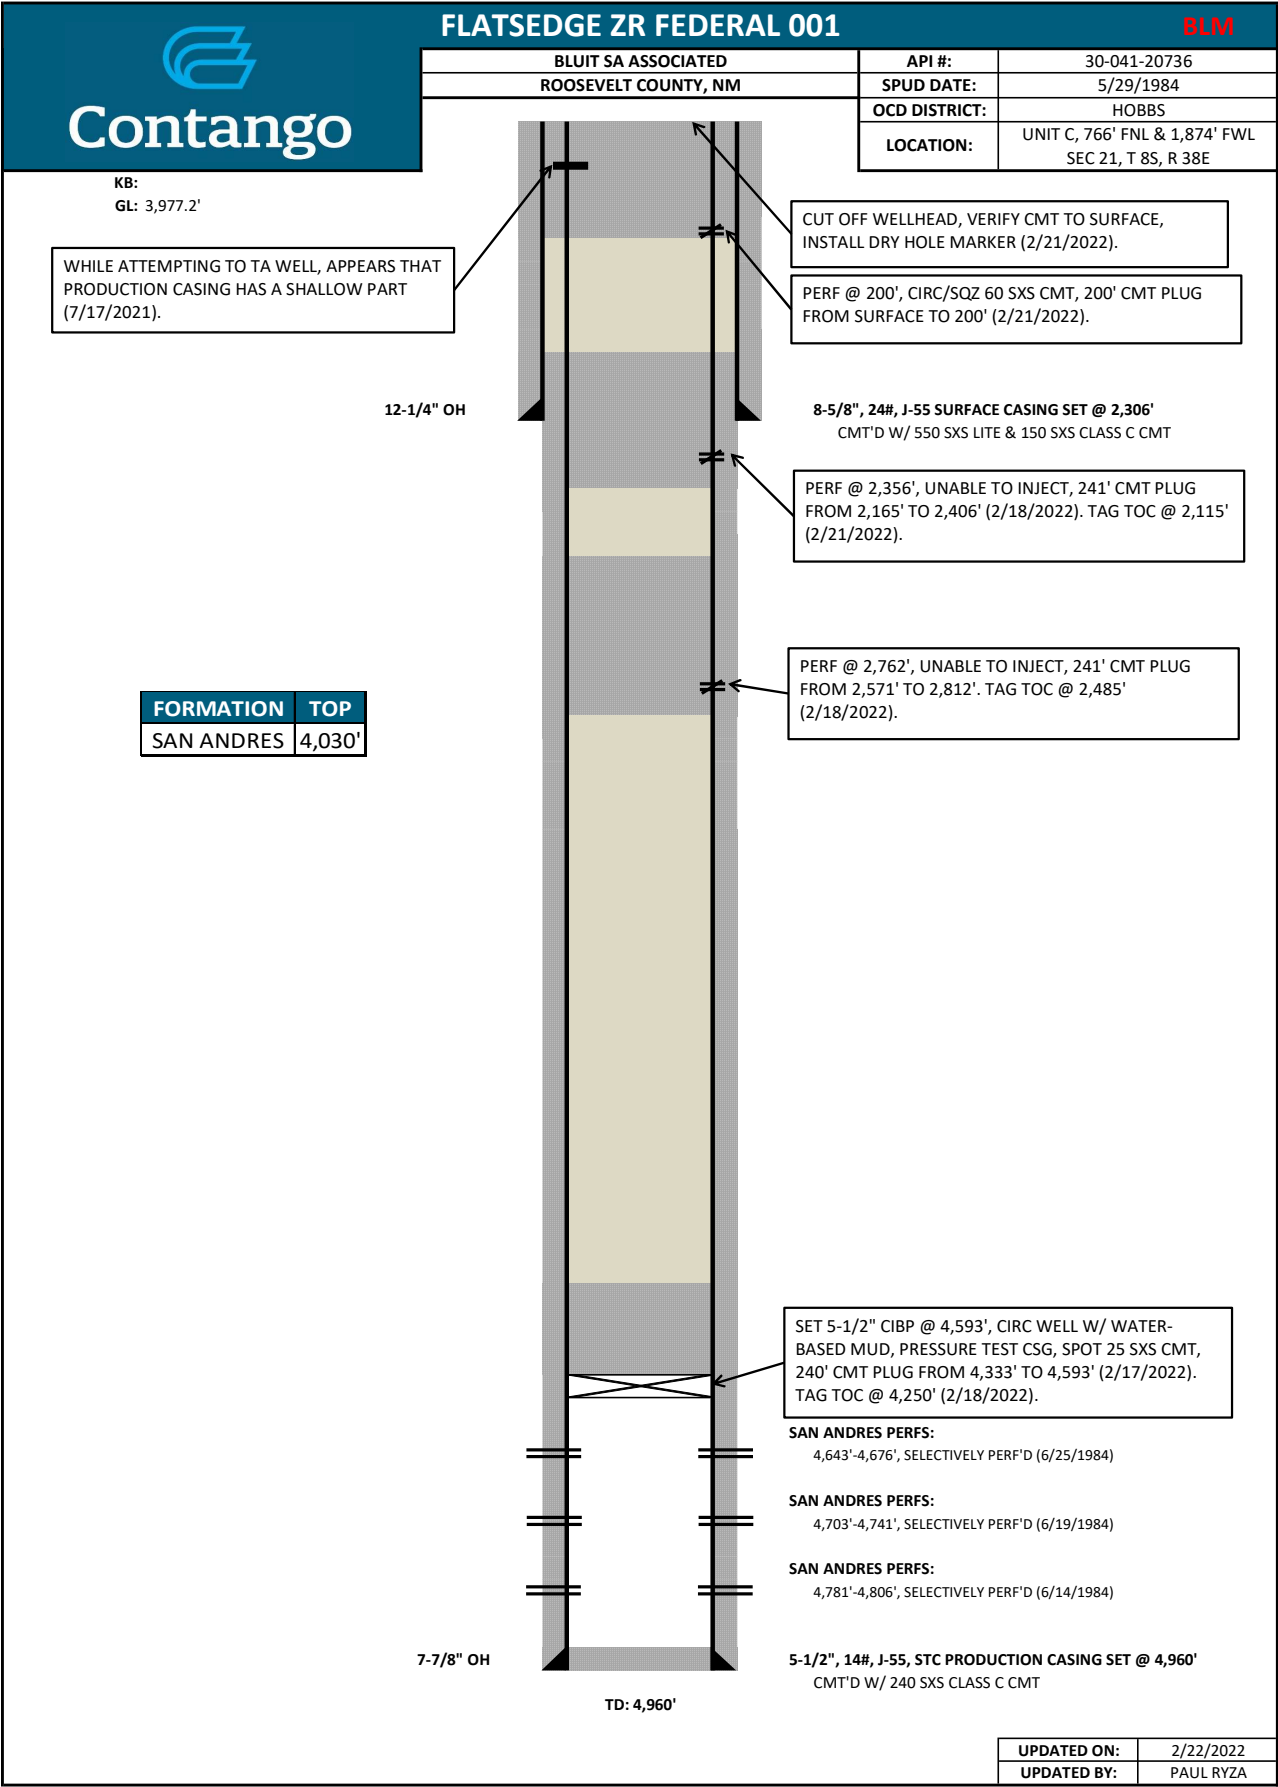 FLATSEDGE ZR FEDERAL 001
BLM
Contango
BLUIT SA ASSOCIATED
ROOSEVELT COUNTY, NM
API #: 30-041-20736
SPUD DATE: 5/29/1984
OCD DISTRICT: HOBBS
LOCATION: UNIT C, 766' FNL & 1,874' FWL
SEC 21, T 8S, R 38E
KB:
GL: 3,977.2'
CUT OFF WELLHEAD, VERIFY CMT TO SURFACE,
INSTALL DRY HOLE MARKER (2/21/2022).
WHILE ATTEMPTING TO TA WELL, APPEARS THAT
PRODUCTION CASING HAS A SHALLOW PART
(7/17/2021).
PERF @ 200', CIRC/SQZ 60 SXS CMT, 200' CMT PLUG
FROM SURFACE TO 200' (2/21/2022).
12-1/4" OH
8-5/8", 24#, J-55 SURFACE CASING SET @ 2,306'
CMT'D W/ 550 SXS LITE & 150 SXS CLASS C CMT
PERF @ 2,356', UNABLE TO INJECT, 241' CMT PLUG
FROM 2,165' TO 2,406' (2/18/2022). TAG TOC @ 2,115'
(2/21/2022).
PERF @ 2,762', UNABLE TO INJECT, 241' CMT PLUG
FROM 2,571' TO 2,812'. TAG TOC @ 2,485'
(2/18/2022).
FORMATION TOP
SAN ANDRES 4,030'
SET 5-1/2" CIBP @ 4,593', CIRC WELL W/ WATER-
BASED MUD, PRESSURE TEST CSG, SPOT 25 SXS CMT,
240' CMT PLUG FROM 4,333' TO 4,593' (2/17/2022).
TAG TOC @ 4,250' (2/18/2022).
SAN ANDRES PERFS:
4,643'-4,676', SELECTIVELY PERF'D (6/25/1984)
SAN ANDRES PERFS:
4,703'-4,741', SELECTIVELY PERF'D (6/19/1984)
SAN ANDRES PERFS:
4,781'-4,806', SELECTIVELY PERF'D (6/14/1984)
7-7/8" OH
5-1/2", 14#, J-55, STC PRODUCTION CASING SET @ 4,960'
CMT'D W/ 240 SXS CLASS C CMT
TD: 4,960'
UPDATED ON: 2/22/2022
UPDATED BY: PAUL RYZA